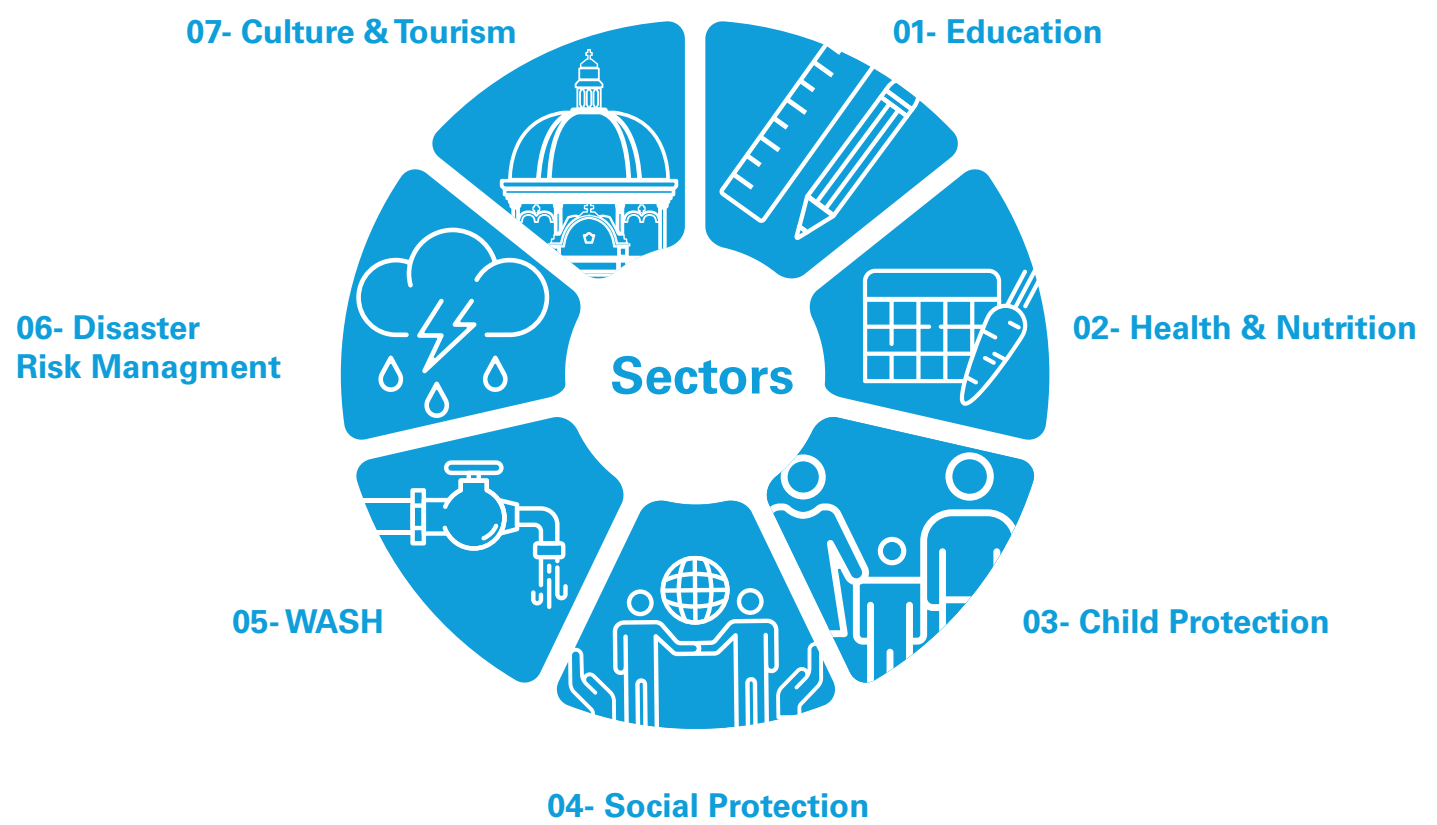 07- Culture & Tourism
01- Education
06- Disaster
Risk Managment
02- Health & Nutrition
Sectors
05- WASH
03- Child Protection
04- Social Protection